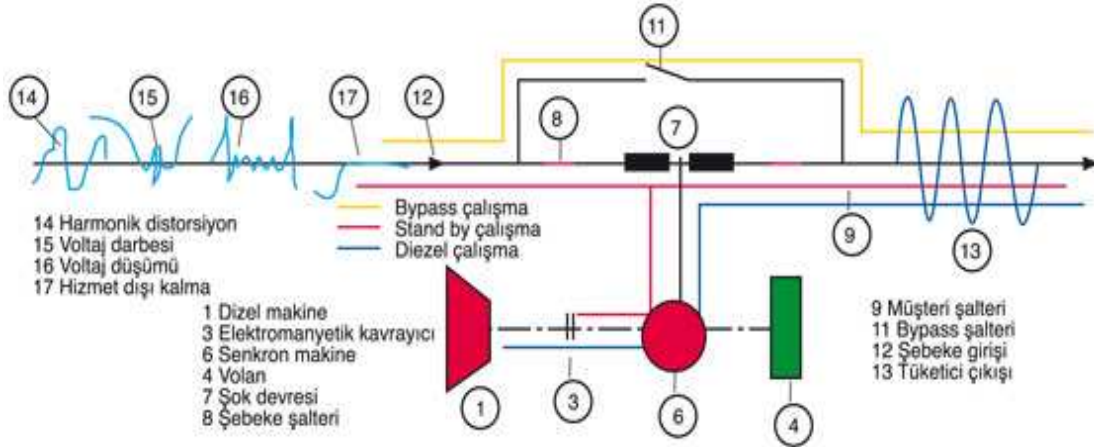 11
14
15
16
17
12
8
7
14 Harmonik distorsiyon
15 Voltaj darbesi
16 Voltaj düşümü
17 Hizmet dışı kalma
Bypass çalışma
Stand by çalışma
Diezel çalışma
9
13
1 Dizel makine
3 Elektromanyetik kavrayıcı
6 Senkron makine
4 Volan
7 Şok devresi
8 Şebeke şalteri
9 Müşteri şalteri
11 Bypass şalteri
12 Şebeke girişi
13 Tüketici çıkışı
1
3
6
4